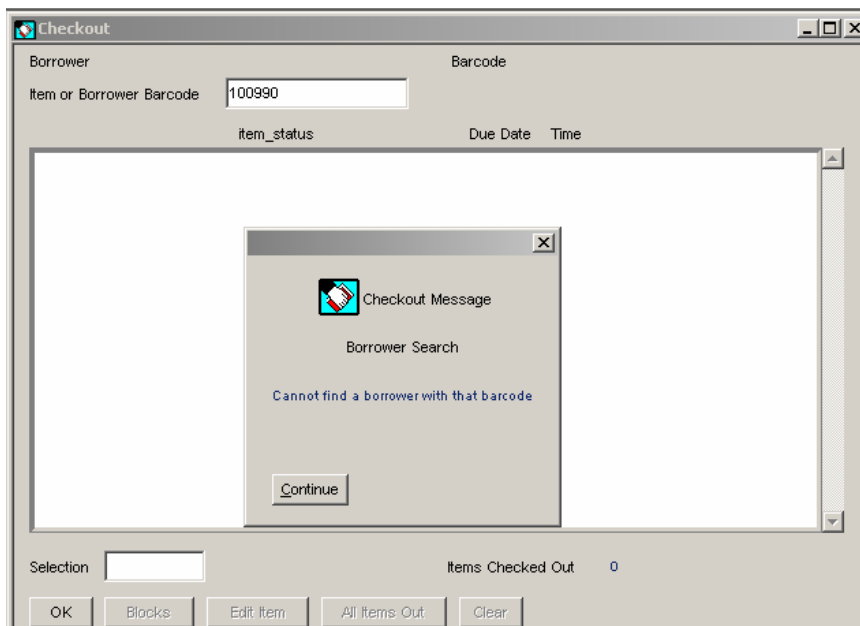 Checkout
Borrower Barcode
Item or Borrower Barcode 100990
item_status Due Date Time
Checkout Message
Borrower Search
Cannot find a borrower with that barcode
Continue
Selection Items Checked Out 0
OK Blocks Edit Item All Items Out Clear